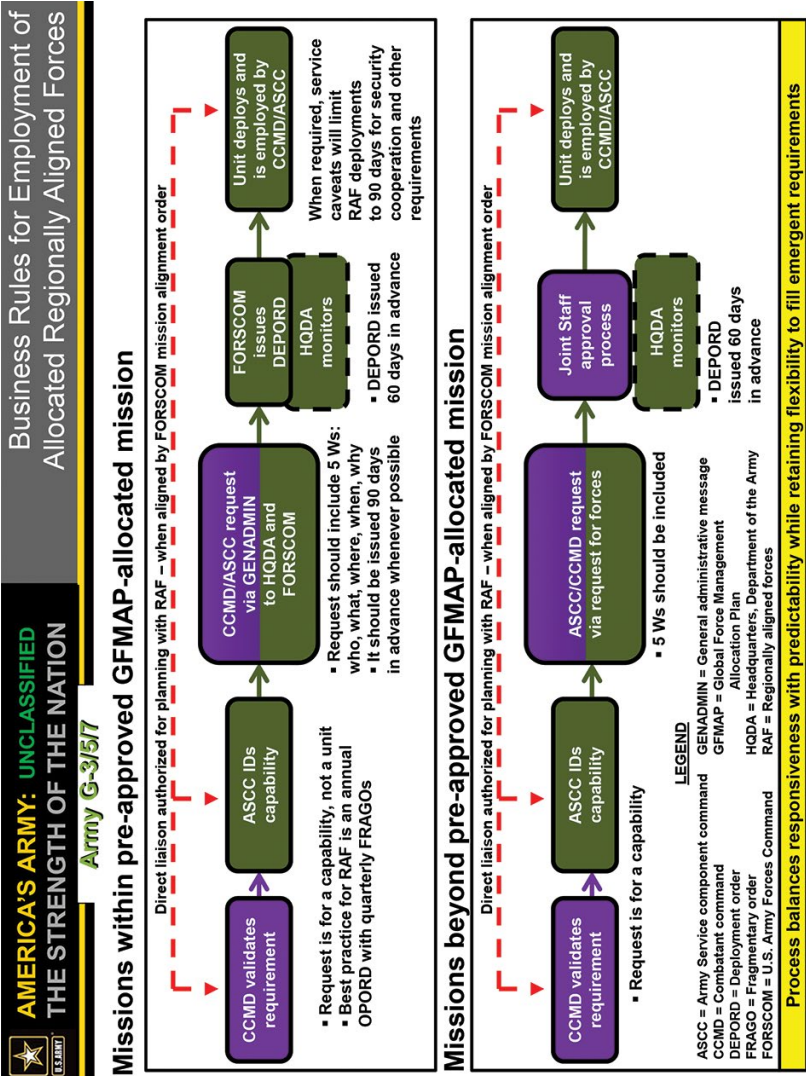 U.S.ARMY
AMERICA'S ARMY: UNCLASSIFIED
THE STRENGTH OF THE NATION
Army G-3/5/7
Business Rules for Employment of
Allocated Regionally Aligned Forces
Missions within pre-approved GFMAP-allocated mission
Direct liaison authorized for planning with RAF – when aligned by FORSCOM mission alignment order
CCMD validates
requirement
ASCC IDs
capability
CCMD/ASCC request
via GENADMIN
to HQDA and
FORSCOM
FORSCOM
issues
DEPORD
HQDA
monitors
Unit deploys and
is employed by
CCMD/ASCC
▪ Request is for a capability, not a unit
▪ Best practice for RAF is an annual
OPORD with quarterly FRAGOs
▪ Request should include 5 Ws:
who, what, where, when, why
▪ It should be issued 90 days
in advance whenever possible
▪ DEPORD issued
60 days in advance
When required, service
caveats will limit
RAF deployments
to 90 days for security
cooperation and other
requirements
Missions beyond pre-approved GFMAP-allocated mission
Direct liaison authorized for planning with RAF – when aligned by FORSCOM mission alignment order
CCMD validates
requirement
ASCC IDs
capability
ASCC/CCMD request
via request for forces
Joint Staff
approval
process
HQDA
monitors
Unit deploys and
is employed by
CCMD/ASCC
▪ Request is for a capability
▪ 5 Ws should be included
▪ DEPORD
issued 60 days
in advance
LEGEND
ASCC = Army Service component command
CCMD = Combatant command
DEPORD = Deployment order
FRAGO = Fragmentary order
FORSCOM = U.S. Army Forces Command
GENADMIN = General administrative message
GFMAP = Global Force Management
Allocation Plan
HQDA = Headquarters, Department of the Army
RAF = Regionally aligned forces
Process balances responsiveness with predictability while retaining flexibility to fill emergent requirements